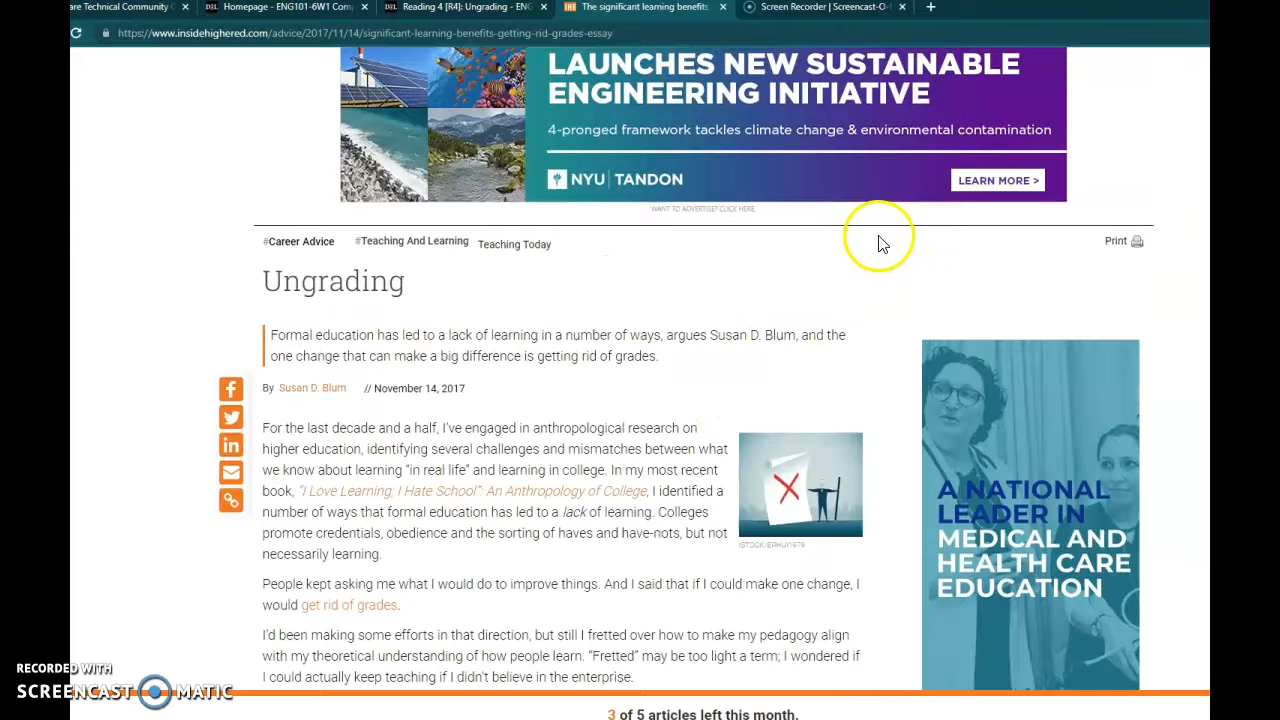 are Technical Community C
Homepage - ENG101-6W1 Comp
Reading 4 [R4]: Ungrading - ENG
The significant learning benefits
Screen Recorder | Screencast-O-
https://www.insidehighered.com/advice/2017/11/14/significant-learning-benefits-getting-rid-grades-essay
LAUNCHES NEW SUSTAINABLE
ENGINEERING INITIATIVE
4-pronged framework tackles climate change & environmental contamination
NYU | TANDON
LEARN MORE >
WANT TO ADVERTISE? CLICK HERE.
#Career Advice #Teaching And Learning Teaching Today
Print
Ungrading
Formal education has led to a lack of learning in a number of ways, argues Susan D. Blum, and the
one change that can make a big difference is getting rid of grades.
By Susan D. Blum // November 14, 2017
For the last decade and a half, I've engaged in anthropological research on
higher education, identifying several challenges and mismatches between what
we know about learning "in real life" and learning in college. In my most recent
book, "I Love Learning; I Hate School": An Anthropology of College, I identified a
number of ways that formal education has led to a lack of learning. Colleges
promote credentials, obedience and the sorting of haves and have-nots, but not
necessarily learning.
ISTOCK/ERHUI1979
People kept asking me what I would do to improve things. And I said that if I could make one change, I
would get rid of grades.
I'd been making some efforts in that direction, but still I fretted over how to make my pedagogy align
with my theoretical understanding of how people learn. "Fretted" may be too light a term; I wondered if
I could actually keep teaching if I didn't believe in the enterprise.
A NATIONAL
LEADER IN
MEDICAL AND
HEALTH CARE
EDUCATION
RECORDED WITH
SCREENCAST MATIC
3 of 5 articles left this month.